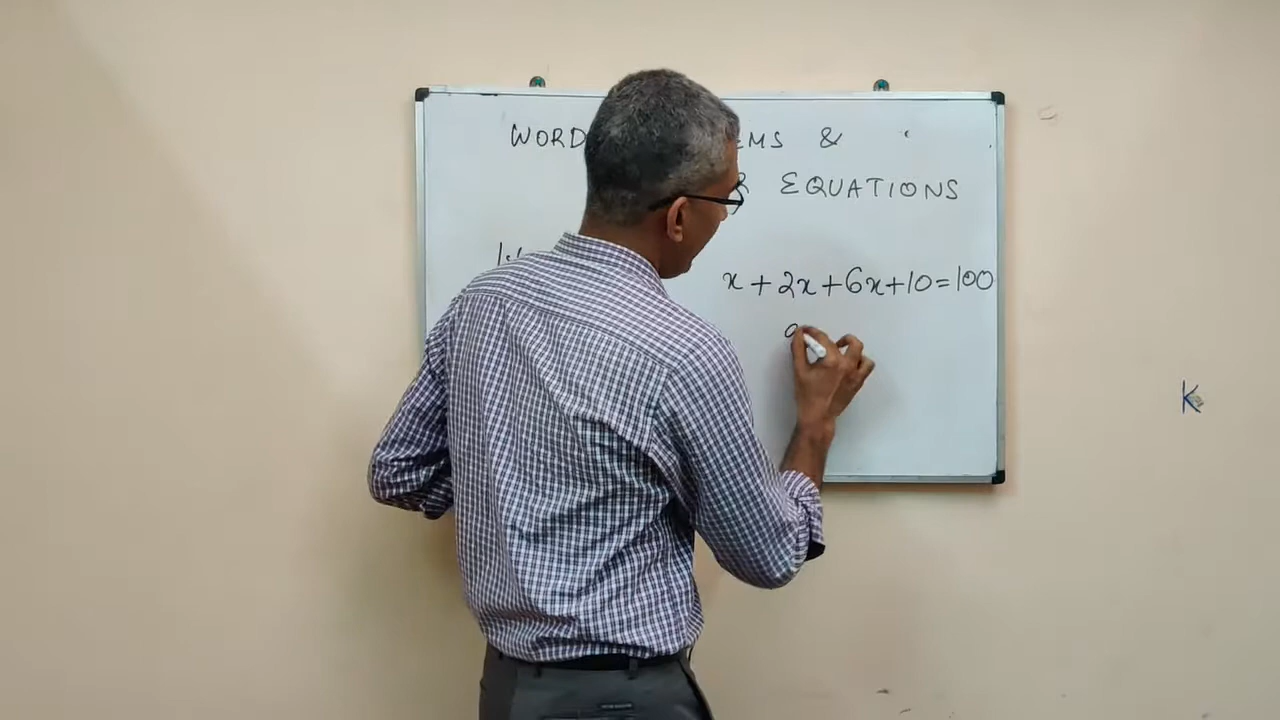 WORD EMS &
EQUATIONS
x + 2x + 6x + 10 = 100
K